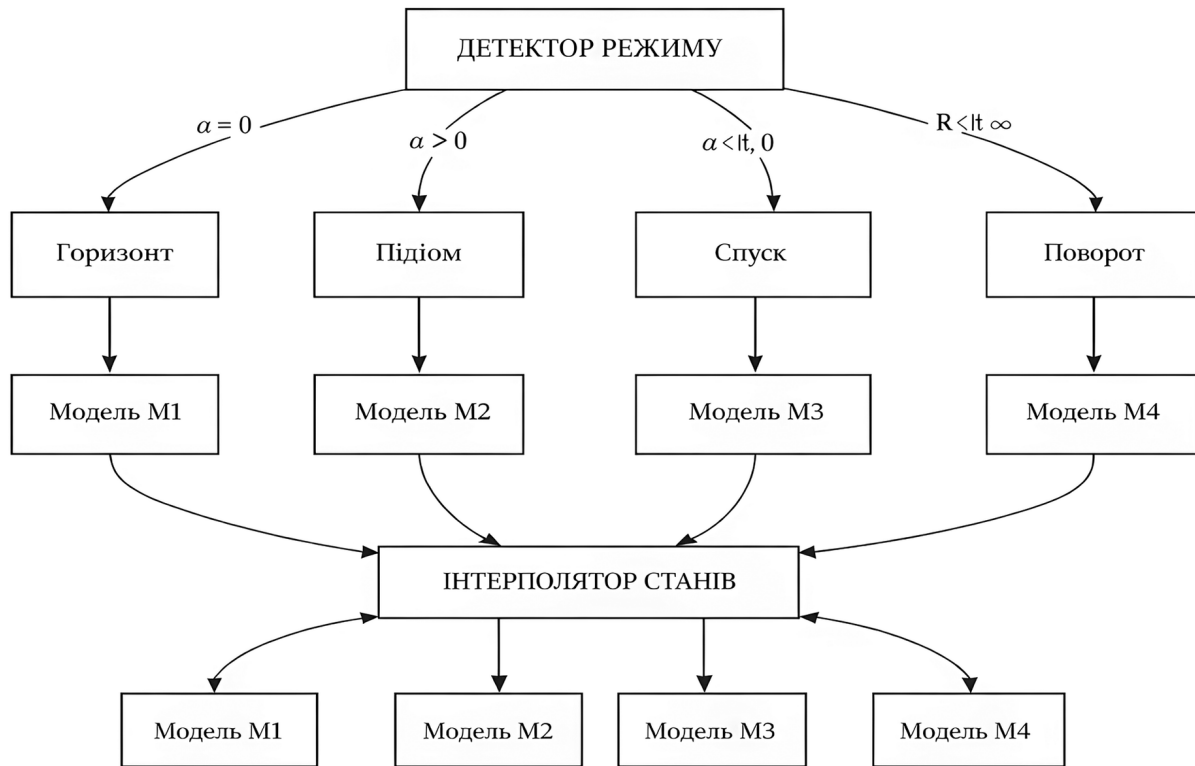 ДЕТЕКТОР РЕЖИМУ
α = 0
α > 0
α <lt, 0
R <lt ∞
Горизонт
Підіом
Спуск
Поворот
Модель М1
Модель М2
Модель М3
Модель М4
ІНТЕРПОЛЯТОР СТАНІВ
Модель М1
Модель М2
Модель М3
Модель М4